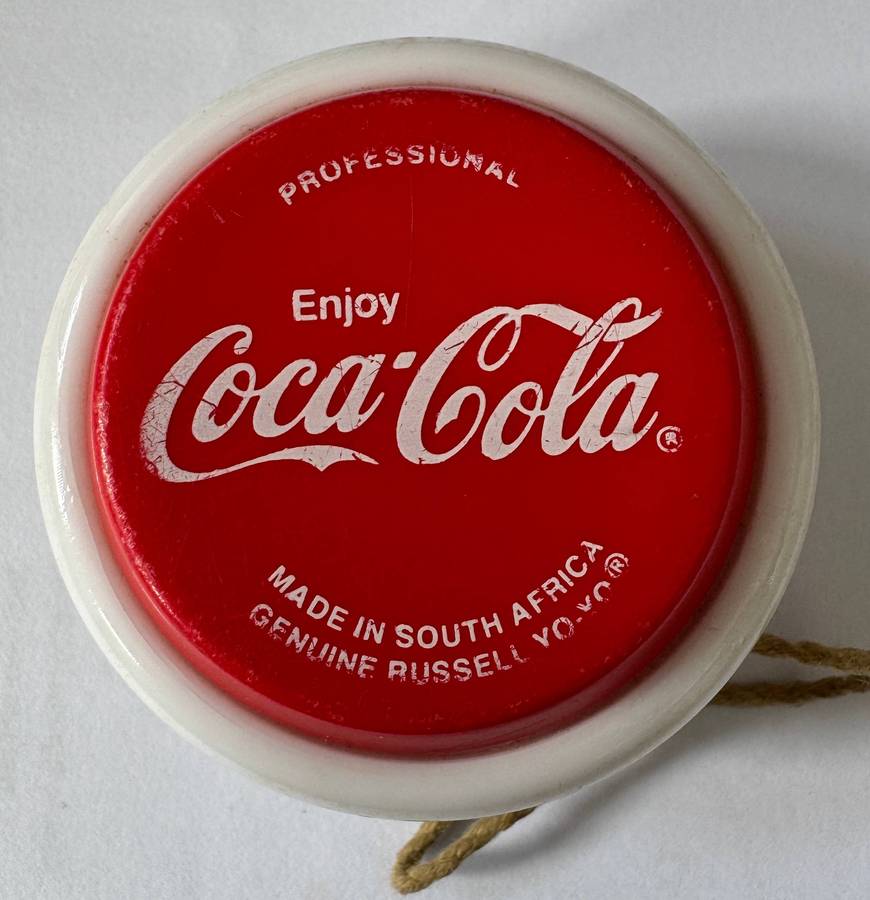 PROFESSIONAL
Enjoy
Coca-Cola®
MADE IN SOUTH AFRICA
GENUINE RUSSELL YO-YO®